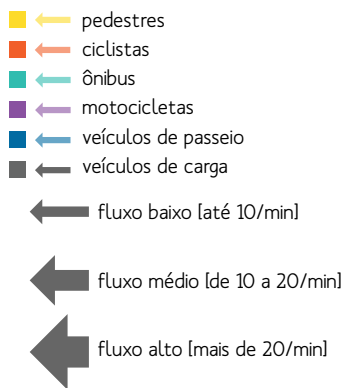 pedestres
ciclistas
ônibus
motocicletas
veículos de passeio
veículos de carga
fluxo baixo [até 10/min]
fluxo médio [de 10 a 20/min]
fluxo alto [mais de 20/min]